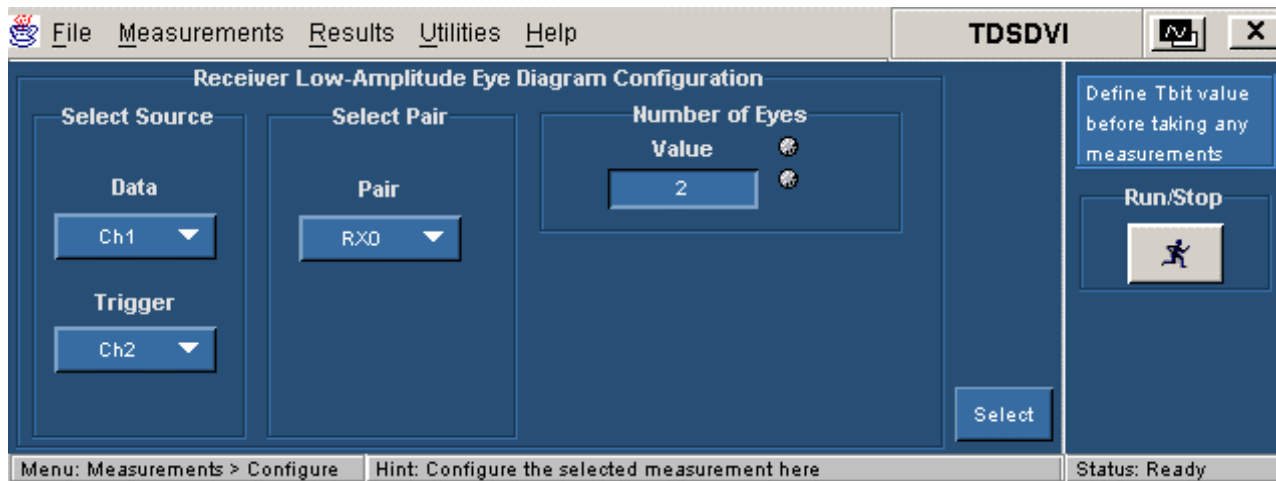 File Measurements Results Utilities Help
TDSDVI
X
Receiver Low-Amplitude Eye Diagram Configuration
Select Source
Data
Ch1
Trigger
Ch2
Select Pair
Pair
RX0
Number of Eyes
Value
2
Select
Define Tbit value
before taking any
measurements
Run/Stop
Menu: Measurements > Configure
Hint: Configure the selected measurement here
Status: Ready